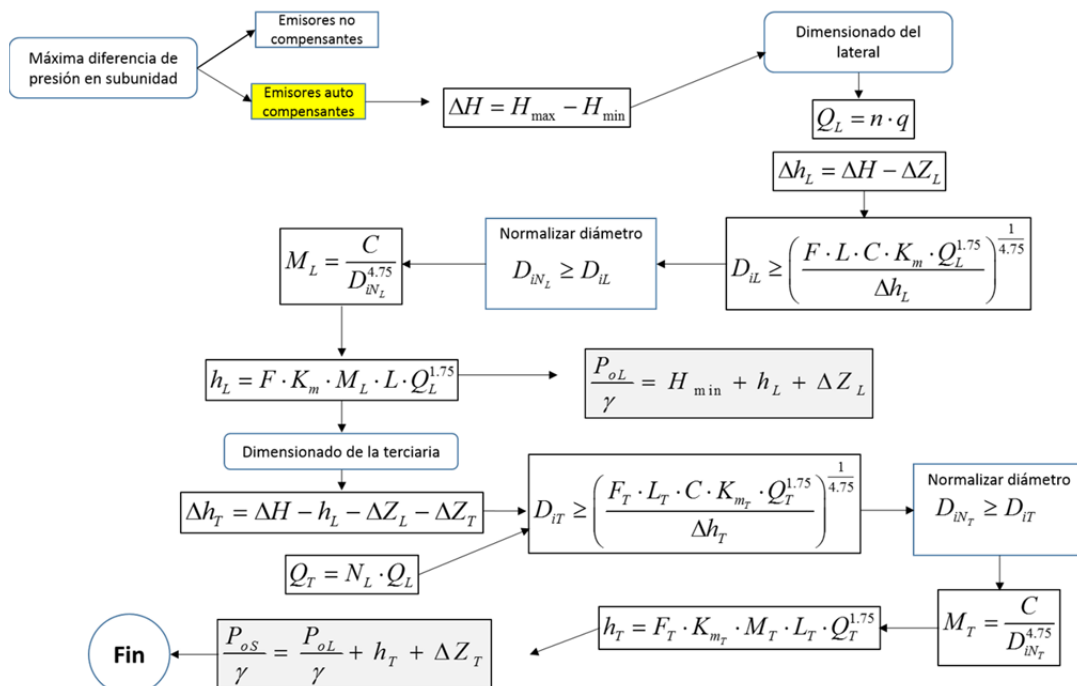 Máxima diferencia de
presión en subunidad
Emisores no
compensantes
Emisores auto
compensantes
ΔH = H_max − H_min
Dimensionado del
lateral
Q_L = n · q
Δh_L = ΔH − ΔZ_L
D_iL ≥ (F · L · C · K_m · Q_L^1.75 / Δh_L)^(1/4.75)
Normalizar diámetro
D_iN_L ≥ D_iL
M_L = C / D_iN_L^4.75
h_L = F · K_m · M_L · L · Q_L^1.75
P_oL / γ = H_min + h_L + ΔZ_L
Dimensionado de la terciaria
Δh_T = ΔH − h_L − ΔZ_L − ΔZ_T
Q_T = N_L · Q_L
D_iT ≥ (F_T · L_T · C · K_m_T · Q_T^1.75 / Δh_T)^(1/4.75)
Normalizar diámetro
D_iN_T ≥ D_iT
M_T = C / D_iN_T^4.75
h_T = F_T · K_m_T · M_T · L_T · Q_T^1.75
P_oS / γ = P_oL / γ + h_T + ΔZ_T
Fin